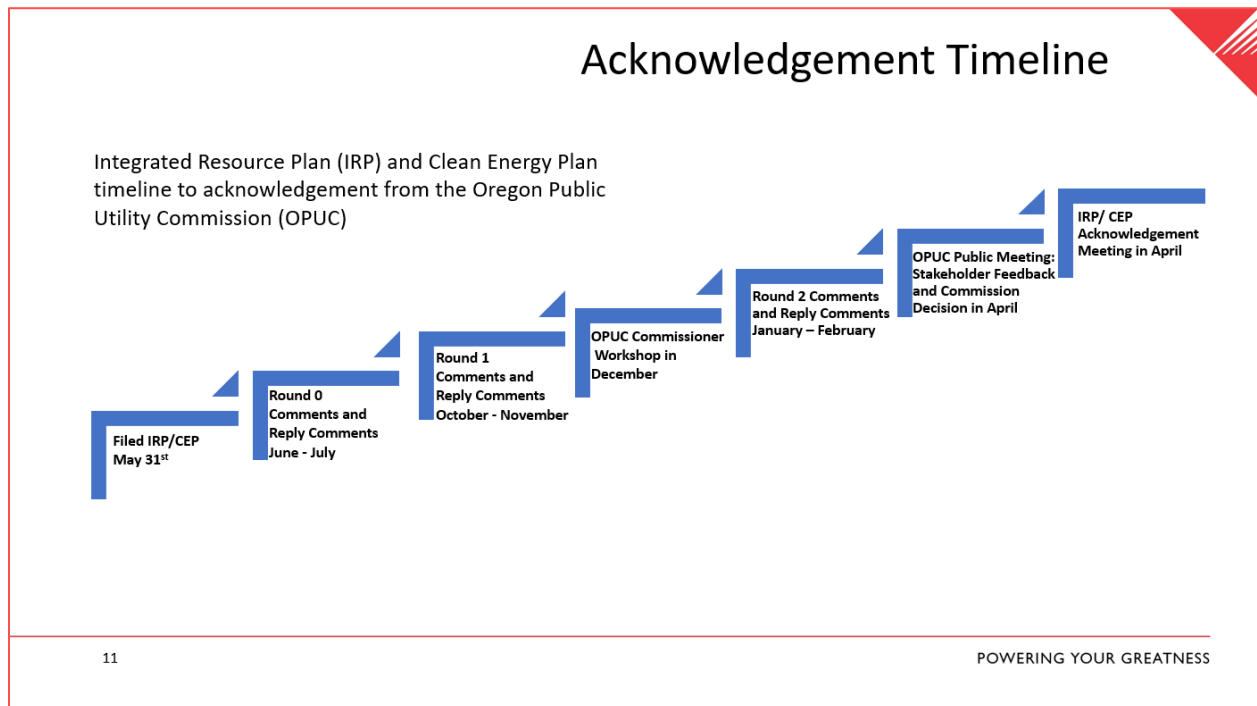 Acknowledgement Timeline
Integrated Resource Plan (IRP) and Clean Energy Plan
timeline to acknowledgement from the Oregon Public
Utility Commission (OPUC)
Filed IRP/CEP
May 31st
Round 0
Comments and
Reply Comments
June - July
Round 1
Comments and
Reply Comments
October - November
OPUC Commissioner
Workshop in
December
Round 2 Comments
and Reply Comments
January – February
OPUC Public Meeting:
Stakeholder Feedback
and Commission
Decision in April
IRP/ CEP
Acknowledgement
Meeting in April
11
POWERING YOUR GREATNESS